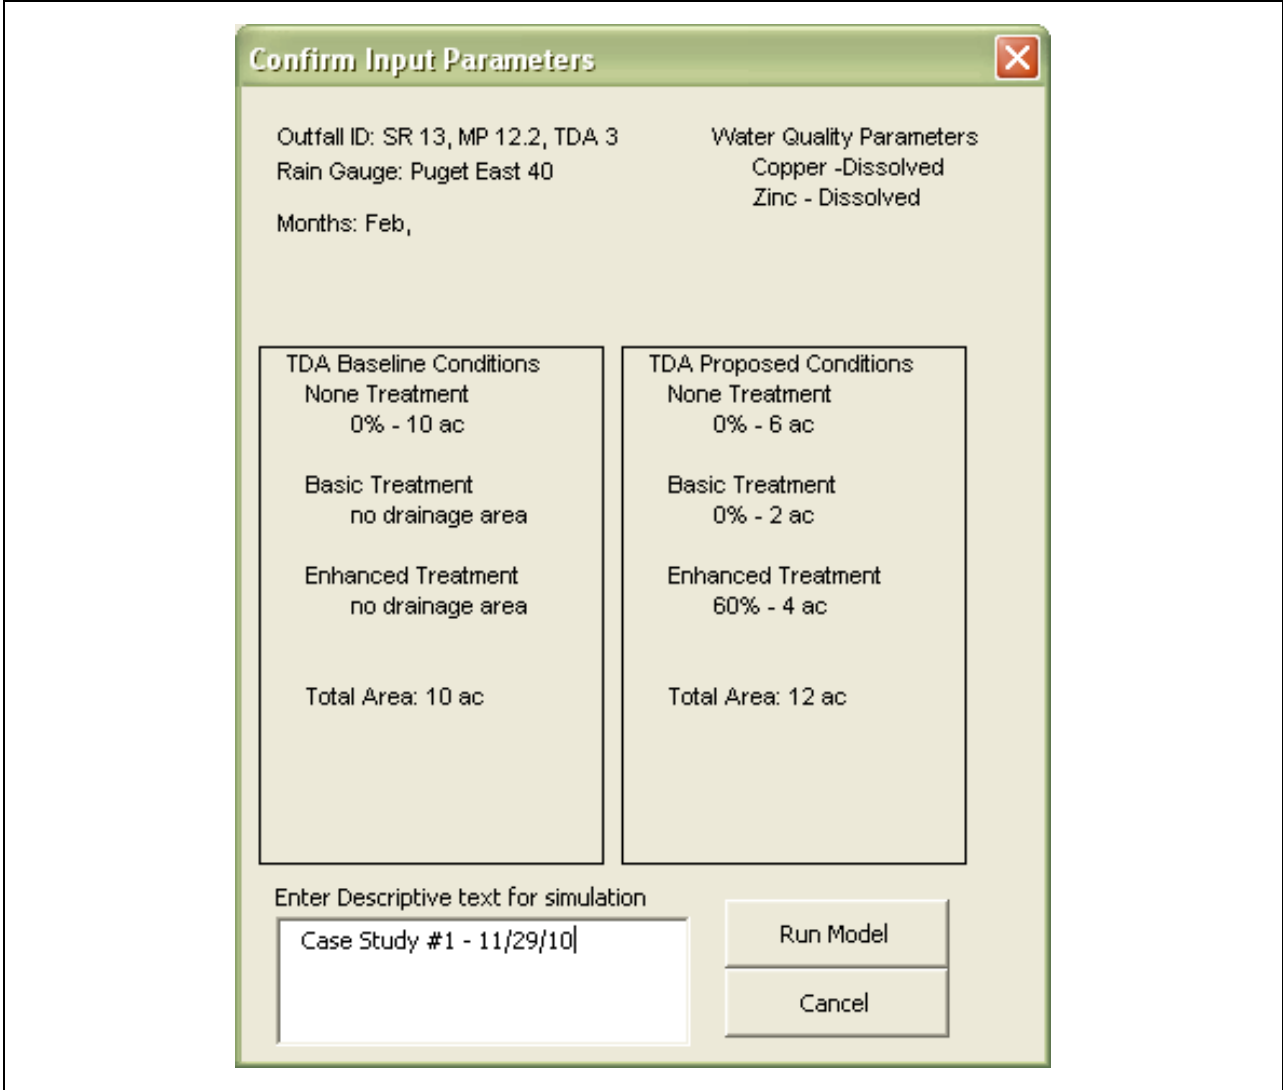 Confirm Input Parameters
Outfall ID: SR 13, MP 12.2, TDA 3
Rain Gauge: Puget East 40
Months: Feb,
Water Quality Parameters
Copper -Dissolved
Zinc - Dissolved
TDA Baseline Conditions
None Treatment
0% - 10 ac
Basic Treatment
no drainage area
Enhanced Treatment
no drainage area
Total Area: 10 ac
TDA Proposed Conditions
None Treatment
0% - 6 ac
Basic Treatment
0% - 2 ac
Enhanced Treatment
60% - 4 ac
Total Area: 12 ac
Enter Descriptive text for simulation
Case Study #1 - 11/29/10
Run Model
Cancel